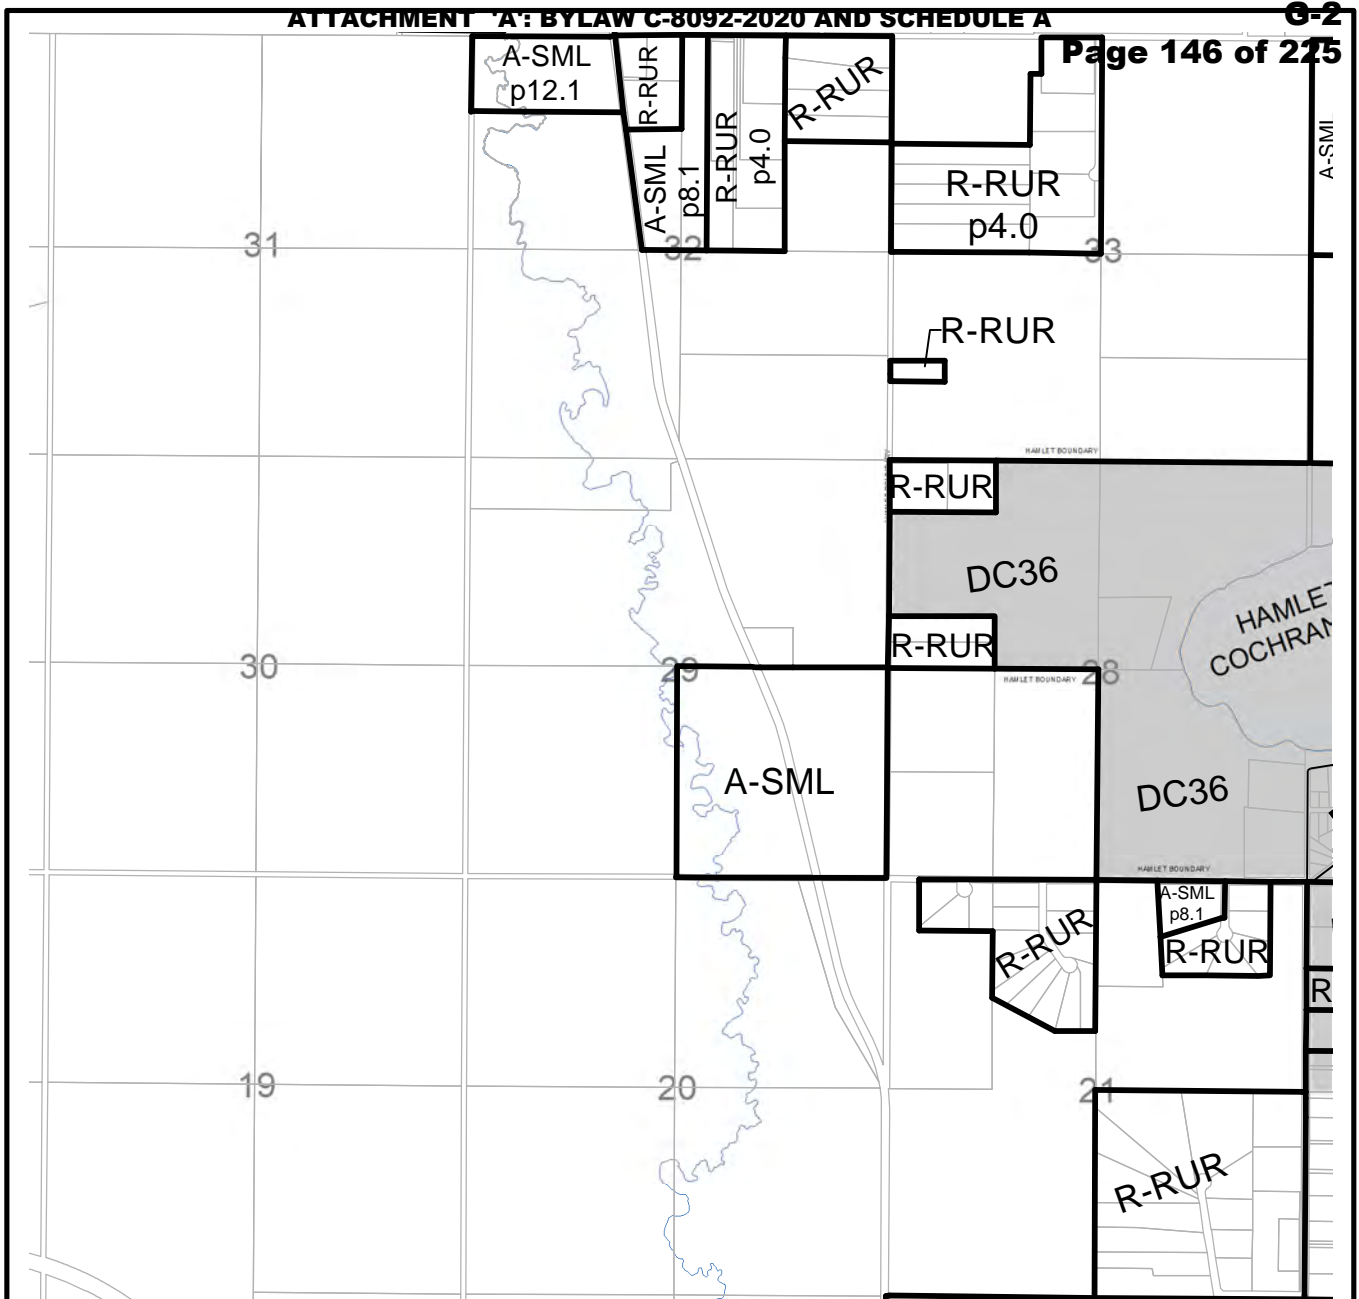 ATTACHMENT 'A': BYLAW C-8092-2020 AND SCHEDULE A
G-2
Page 146 of 225
A-SML
p12.1
R-RUR
A-SML
p8.1
R-RUR
p4.0
R-RUR
R-RUR
p4.0
A-SML
31
32
33
R-RUR
HAMLET BOUNDARY
R-RUR
DC36
HAMLET
COCHRAN
R-RUR
30
29
28
HAMLET BOUNDARY
A-SML
DC36
HAMLET BOUNDARY
A-SML
p8.1
R-RUR
R-RUR
R
19
20
21
R-RUR